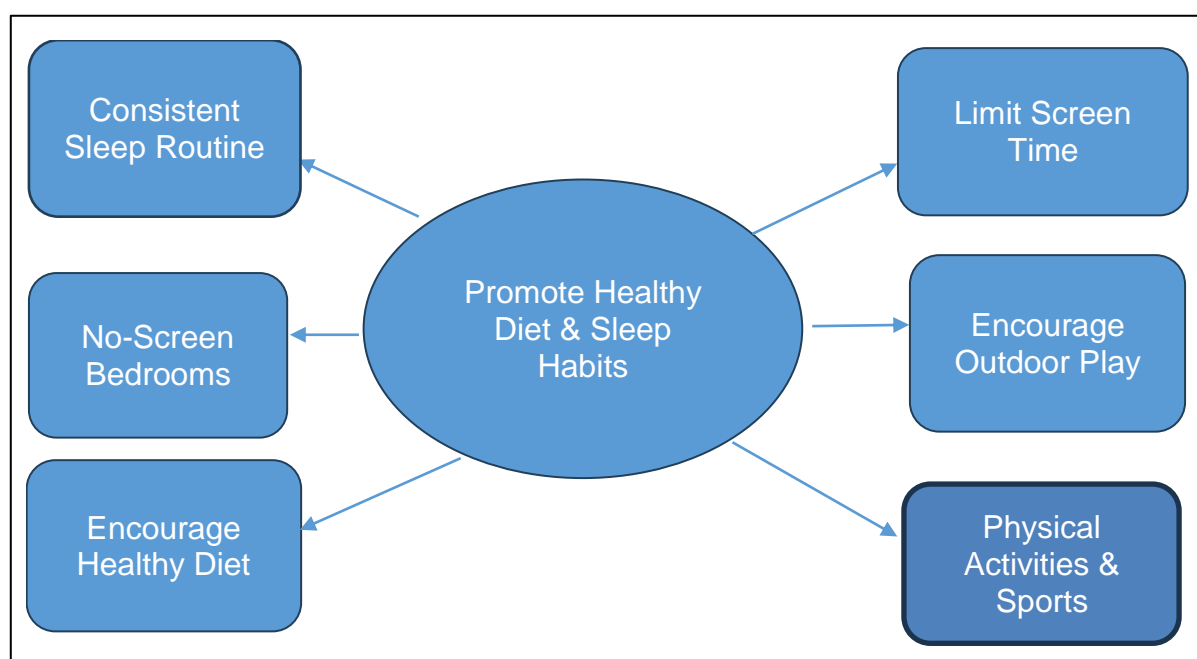 Consistent
Sleep Routine
Limit Screen
Time
Promote Healthy
Diet & Sleep
Habits
No-Screen
Bedrooms
Encourage
Outdoor Play
Encourage
Healthy Diet
Physical
Activities &
Sports